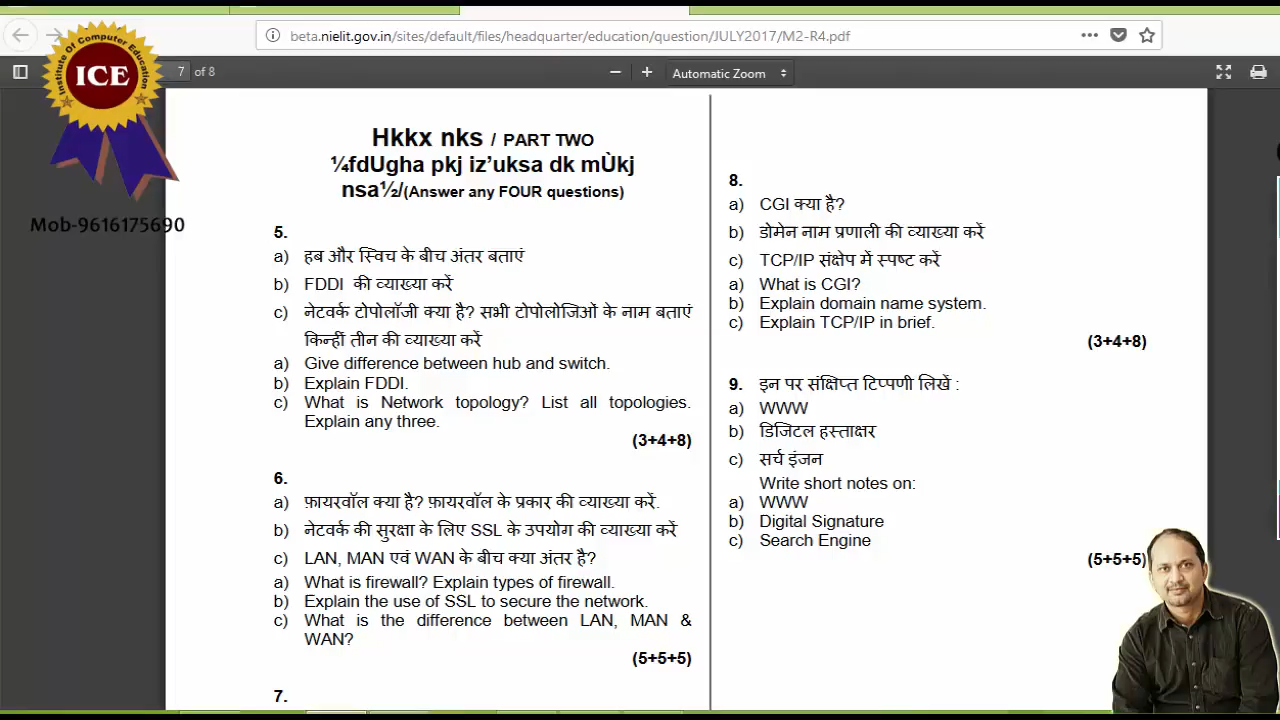 beta.nielit.gov.in/sites/default/files/headquarter/education/question/JULY2017/M2-R4.pdf
Institute Of Computer Education
ICE
7 of 8
Automatic Zoom
Mob-9616175690
Hkkx nks / PART TWO
¼fdUgha pkj iz'uksa dk mÙkj
nsa½/(Answer any FOUR questions)
5.
a) हब और स्विच के बीच अंतर बताएं
b) FDDI की व्याख्या करें
c) नेटवर्क टोपोलॉजी क्या है? सभी टोपोलोजिओं के नाम बताएं
किन्हीं तीन की व्याख्या करें
a) Give difference between hub and switch.
b) Explain FDDI.
c) What is Network topology? List all topologies.
Explain any three.
(3+4+8)
6.
a) फ़ायरवॉल क्या है? फ़ायरवॉल के प्रकार की व्याख्या करें.
b) नेटवर्क की सुरक्षा के लिए SSL के उपयोग की व्याख्या करें
c) LAN, MAN एवं WAN के बीच क्या अंतर है?
a) What is firewall? Explain types of firewall.
b) Explain the use of SSL to secure the network.
c) What is the difference between LAN, MAN &
WAN?
(5+5+5)
7.
8.
a) CGI क्या है?
b) डोमेन नाम प्रणाली की व्याख्या करें
c) TCP/IP संक्षेप में स्पष्ट करें
a) What is CGI?
b) Explain domain name system.
c) Explain TCP/IP in brief.
(3+4+8)
9. इन पर संक्षिप्त टिप्पणी लिखें :
a) WWW
b) डिजिटल हस्ताक्षर
c) सर्च इंजन
Write short notes on:
a) WWW
b) Digital Signature
c) Search Engine
(5+5+5)